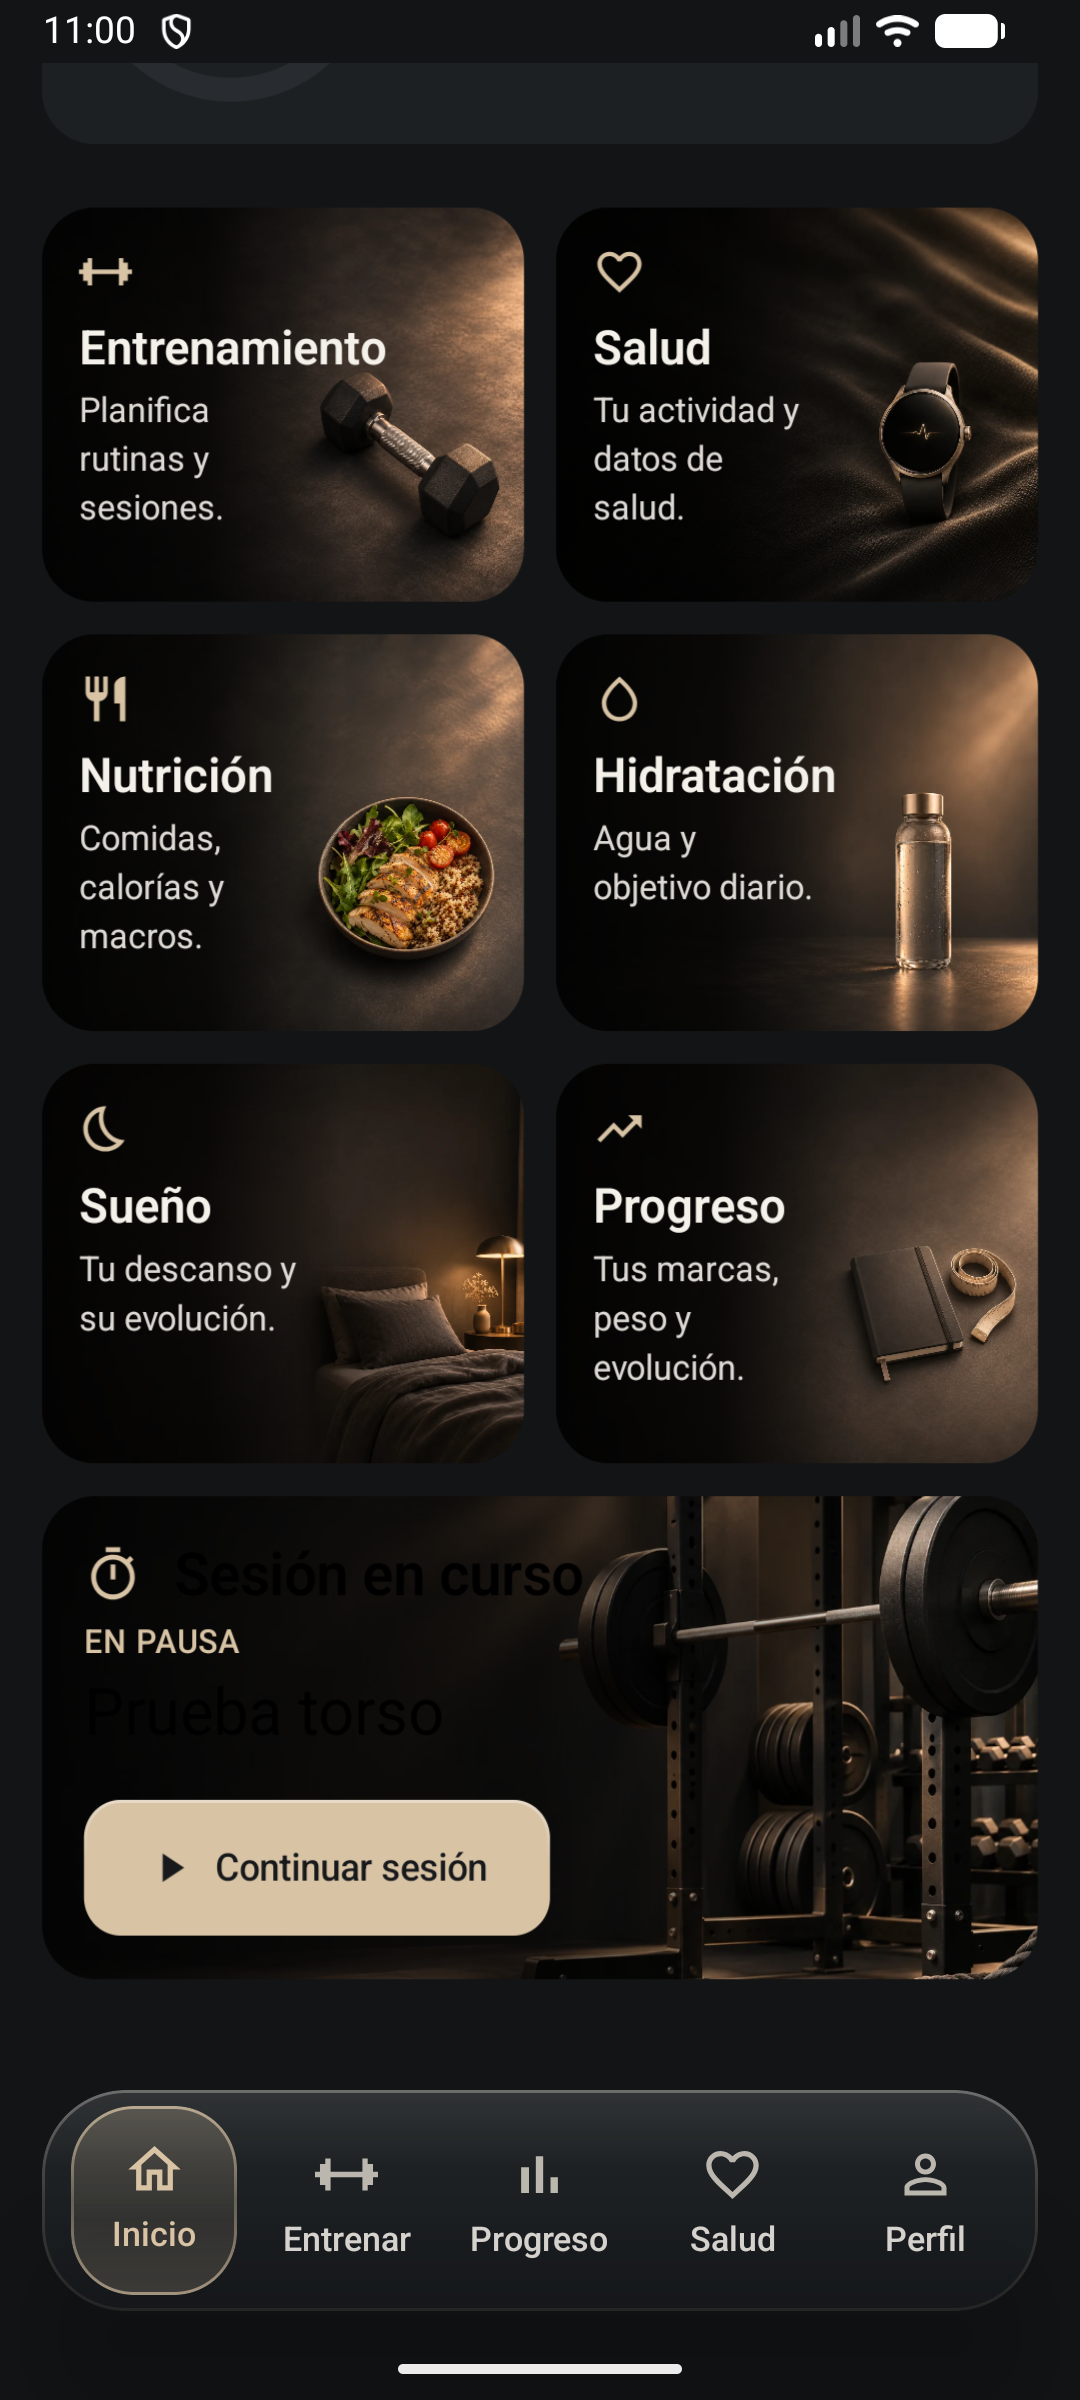 11:00
Entrenamiento
Planifica
rutinas y
sesiones.
Salud
Tu actividad y
datos de
salud.
Nutrición
Comidas,
calorías y
macros.
Hidratación
Agua y
objetivo diario.
Sueño
Tu descanso y
su evolución.
Progreso
Tus marcas,
peso y
evolución.
Sesión en curso
EN PAUSA
Prueba torso
Continuar sesión
Inicio
Entrenar
Progreso
Salud
Perfil